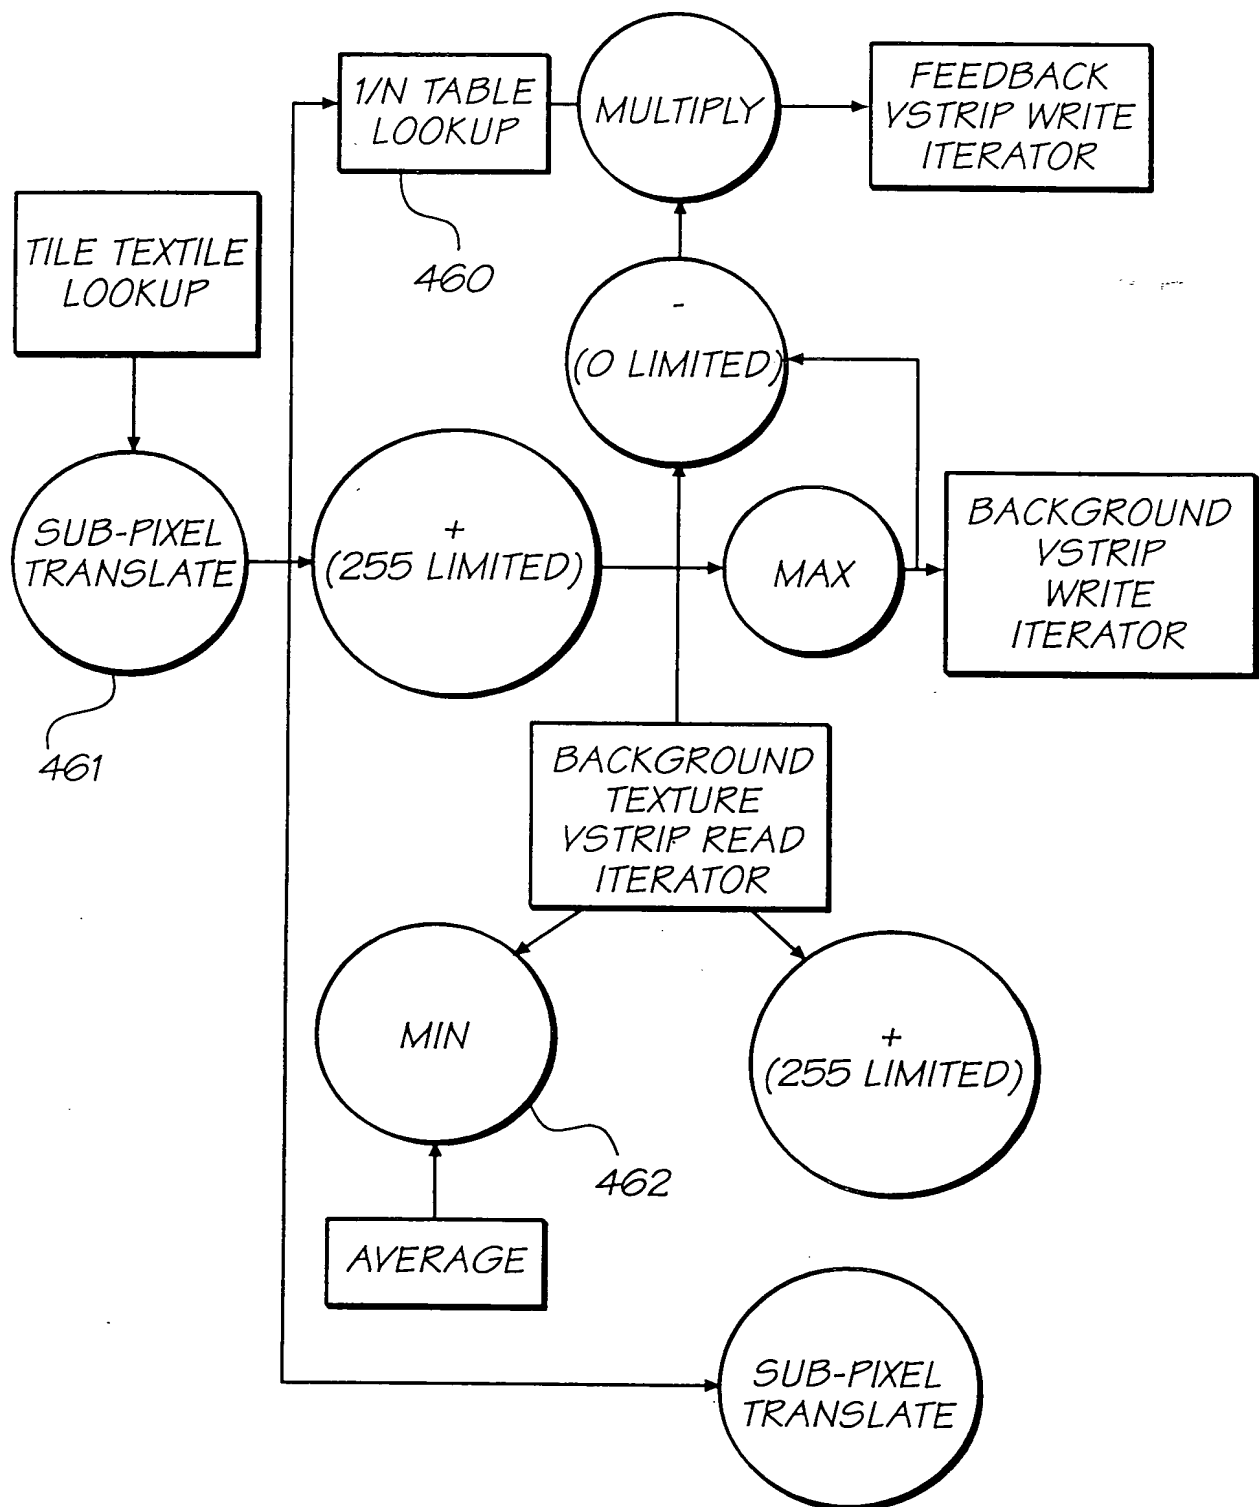 1/N TABLE
LOOKUP
MULTIPLY
FEEDBACK
VSTRIP WRITE
ITERATOR
TILE TEXTILE
LOOKUP
460
-
(0 LIMITED)
SUB-PIXEL
TRANSLATE
+
(255 LIMITED)
MAX
BACKGROUND
VSTRIP
WRITE
ITERATOR
461
BACKGROUND
TEXTURE
VSTRIP READ
ITERATOR
MIN
+
(255 LIMITED)
462
AVERAGE
SUB-PIXEL
TRANSLATE